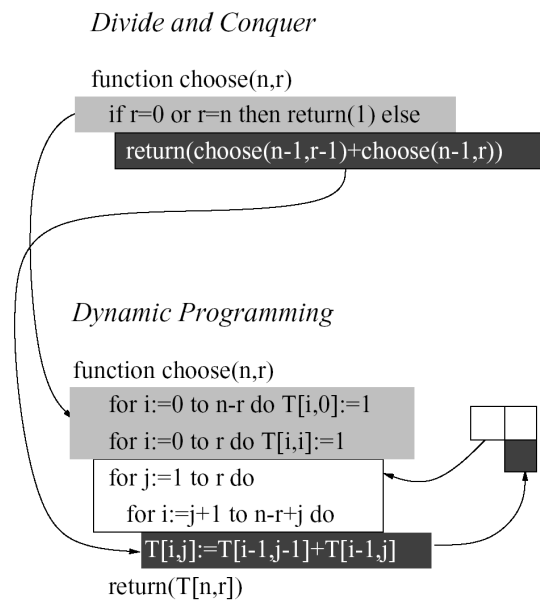 Divide and Conquer
function choose(n,r)
if r=0 or r=n then return(1) else
return(choose(n-1,r-1)+choose(n-1,r))
Dynamic Programming
function choose(n,r)
for i:=0 to n-r do T[i,0]:=1
for i:=0 to r do T[i,i]:=1
for j:=1 to r do
for i:=j+1 to n-r+j do
T[i,j]:=T[i-1,j-1]+T[i-1,j]
return(T[n,r])